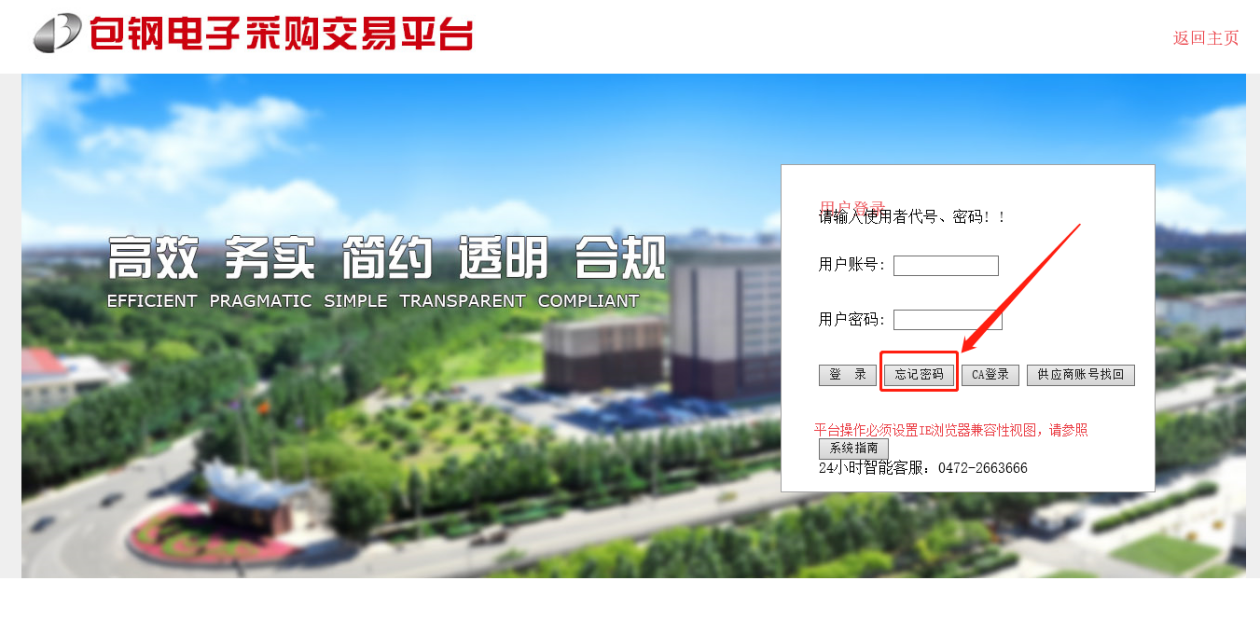 包钢电子采购交易平台
返回主页
高效 务实 简约 透明 合规
EFFICIENT PRAGMATIC SIMPLE TRANSPARENT COMPLIANT
用户登录
请输入使用者代号、密码！！
用户账号：
用户密码：
登 录 忘记密码 CA登录 供应商账号找回
平台操作必须设置IE浏览器兼容性视图，请参照
系统指南
24小时智能客服：0472-2663666